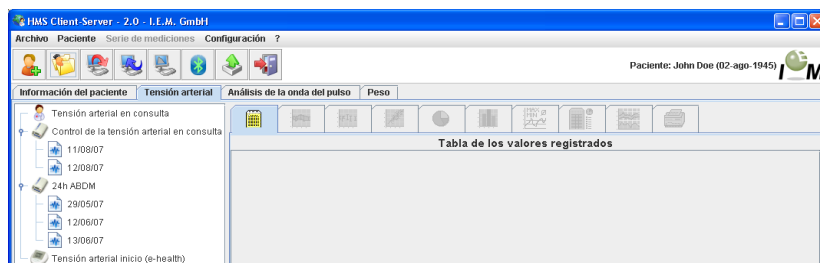 HMS Client-Server - 2.0 - I.E.M. GmbH
Archivo Paciente Serie de mediciones Configuración ?
Paciente: John Doe (02-ago-1945)
Información del paciente Tensión arterial Análisis de la onda del pulso Peso
Tensión arterial en consulta
Control de la tensión arterial en consulta
11/08/07
12/08/07
24h ABDM
29/05/07
12/06/07
13/06/07
Tensión arterial inicio (e-health)
Tabla de los valores registrados